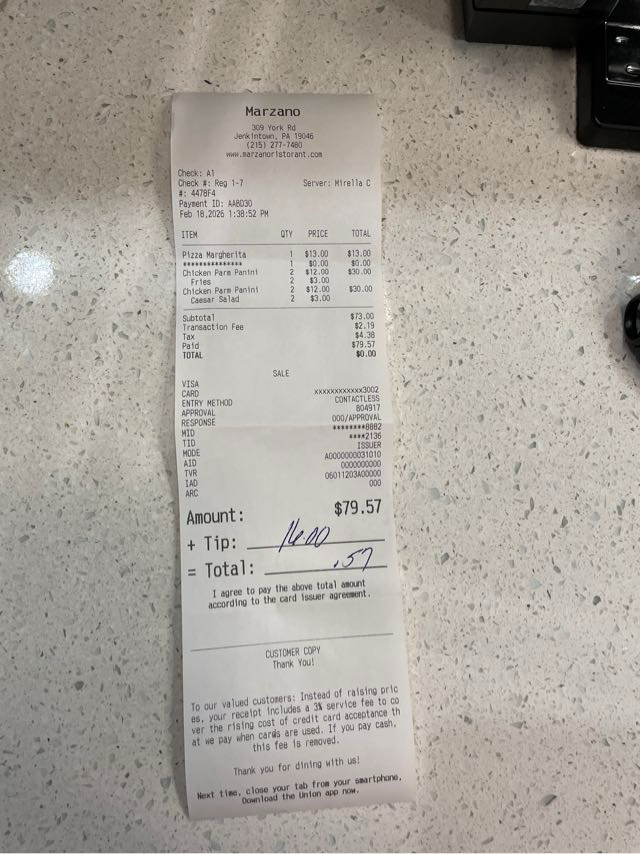 Marzano
309 York Rd
Jenkintown, PA 19046
(215) 277-7480
www.marzanoristorant.com
Check: A1
Check #: Reg 1-7 Server: Mirella C
#: 4478F4
Payment ID: AA8D30
Feb 18,2026 1:38:52 PM
ITEM QTY PRICE TOTAL
Pizza Margherita 1 $13.00 $13.00
************** 1 $0.00 $0.00
Chicken Parm Panini 2 $12.00 $30.00
Fries 2 $3.00
Chicken Parm Panini 2 $12.00 $30.00
Caesar Salad 2 $3.00
Subtotal $73.00
Transaction Fee $2.19
Tax $4.38
Paid $79.57
TOTAL $0.00
SALE
VISA
CARD xxxxxxxxxxxx3002
ENTRY METHOD CONTACTLESS
APPROVAL 804917
RESPONSE 000/APPROVAL
MID ********8882
TID ****2136
MODE ISSUER
AID A0000000031010
TVR 0000000000
IAD 06011203A00000
ARC 000
Amount: $79.57
+ Tip: 16.00
= Total: .57
I agree to pay the above total amount
according to the card issuer agreement.
CUSTOMER COPY
Thank You!
To our valued customers: Instead of raising pric
es, your receipt includes a 3% service fee to co
ver the rising cost of credit card acceptance th
at we pay when cards are used. If you pay cash,
this fee is removed.
Thank you for dining with us!
Next time, close your tab from your smartphone.
Download the Union app now.